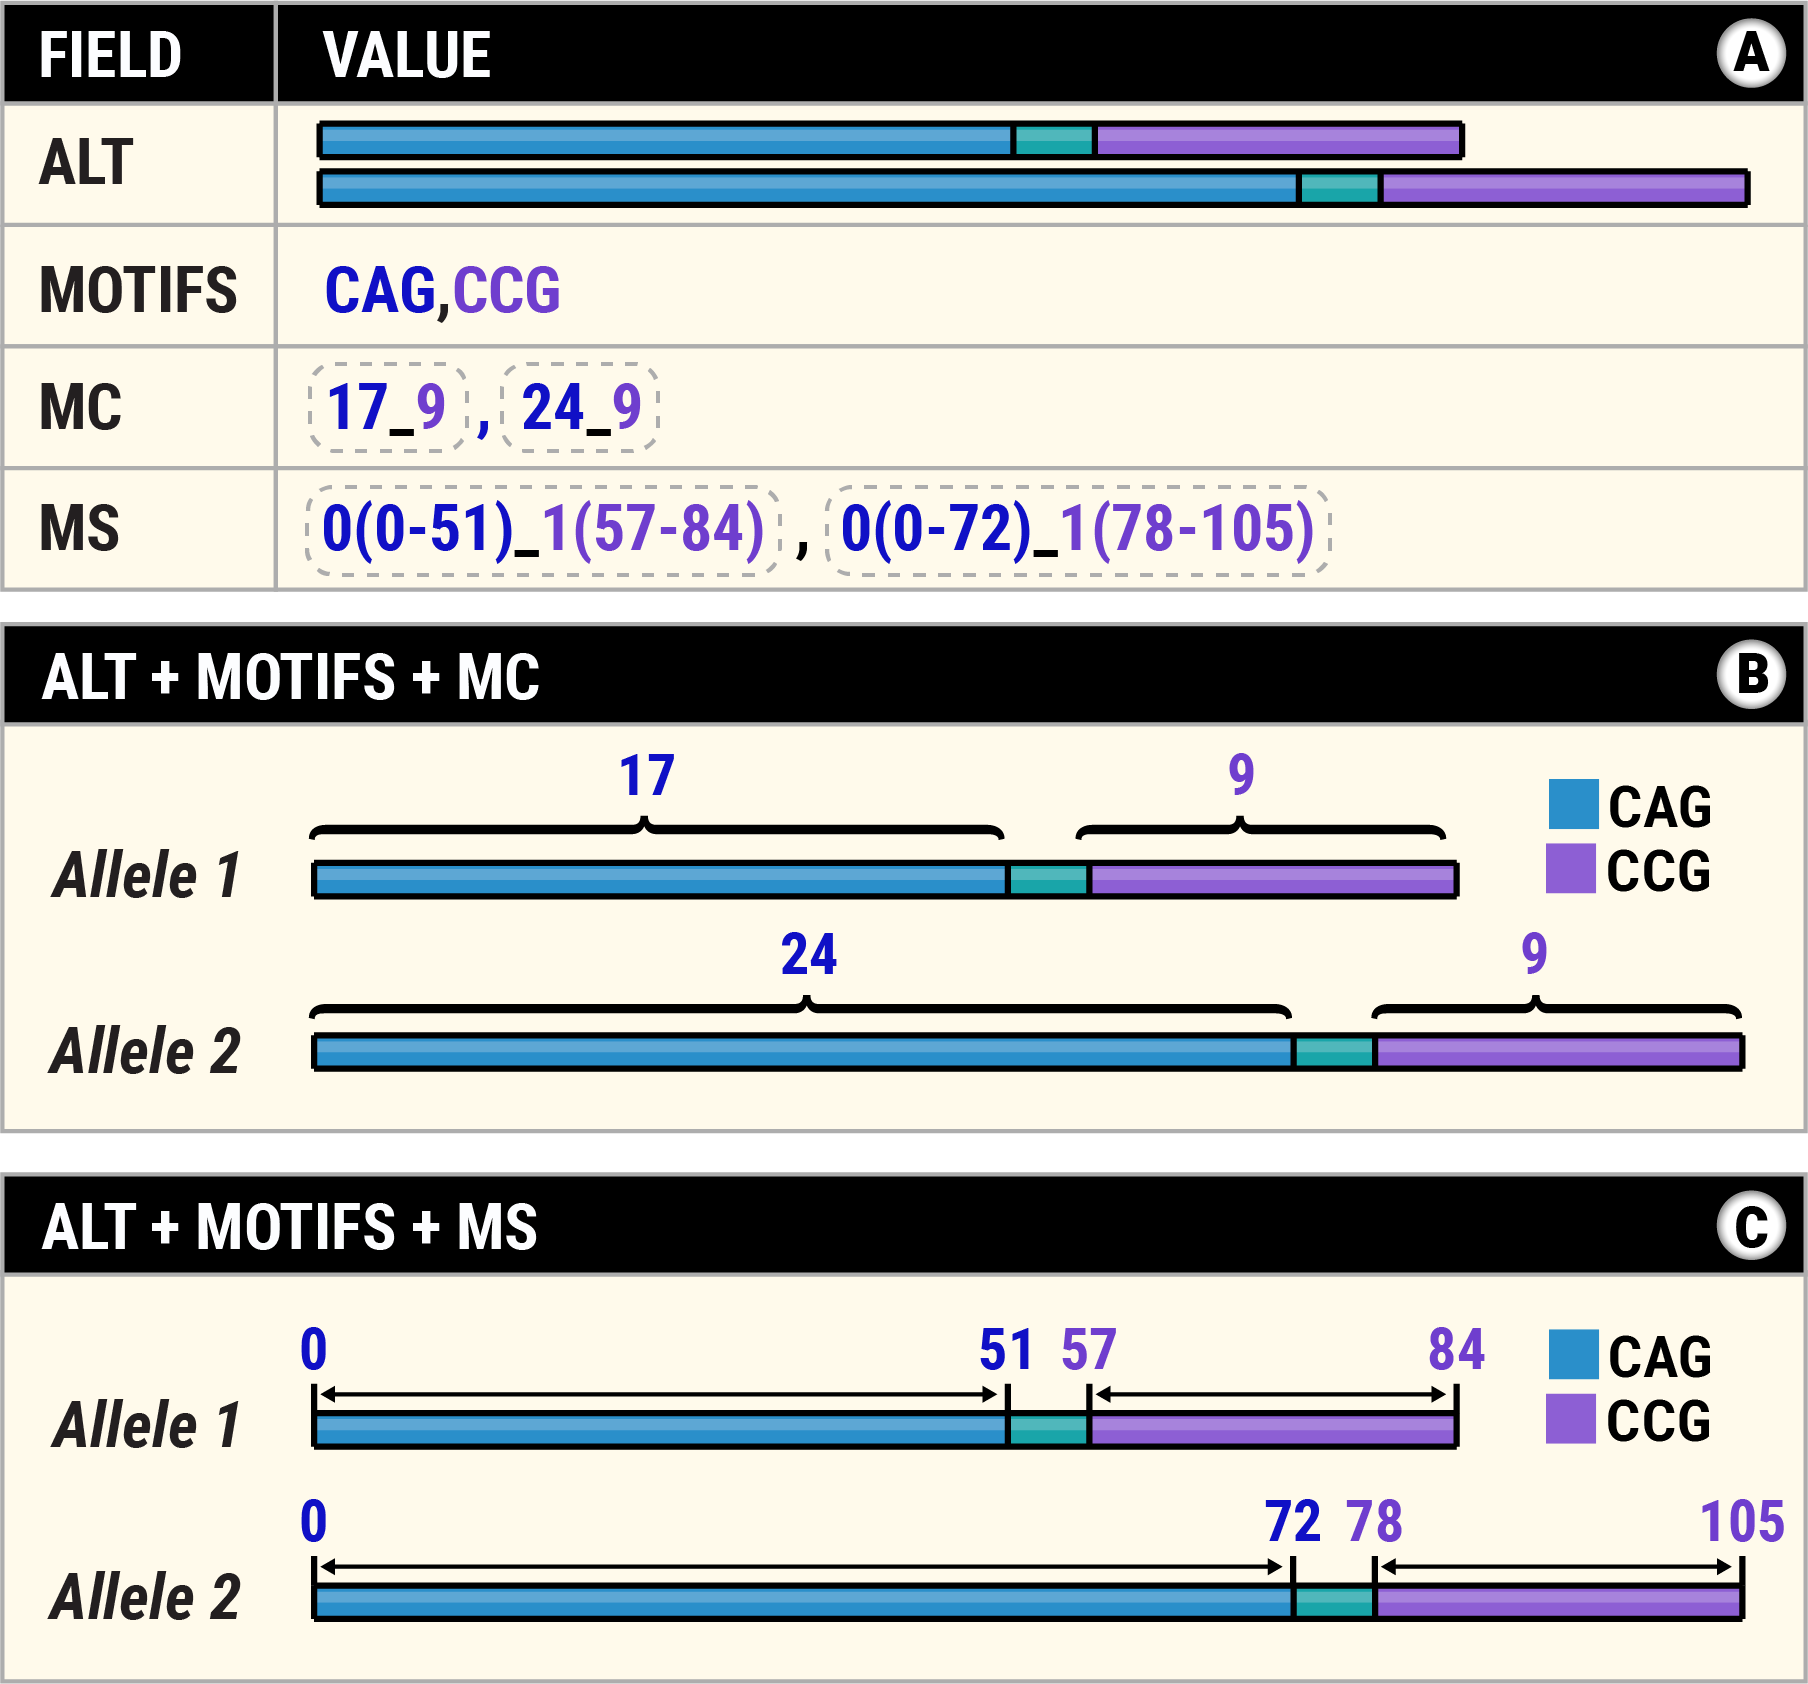 FIELD VALUE A
ALT
MOTIFS CAG,CCG
MC 17_9 , 24_9
MS 0(0-51)_1(57-84) , 0(0-72)_1(78-105)
ALT + MOTIFS + MC B
17 9
CAG
Allele 1
CCG
24 9
Allele 2
ALT + MOTIFS + MS C
0 51 57 84
CAG
Allele 1
CCG
0 72 78 105
Allele 2